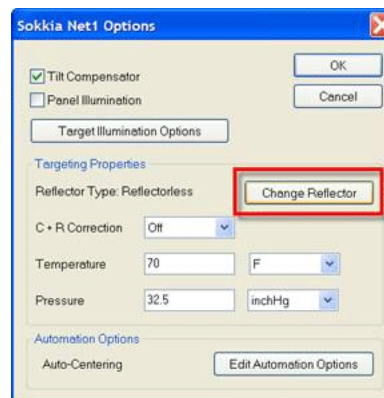 Sokkia Net1 Options
Tilt Compensator
OK
Panel Illumination
Cancel
Target Illumination Options
Targeting Properties
Reflector Type: Reflectorless
Change Reflector
C + R Correction Off
Temperature 70 F
Pressure 32.5 inchHg
Automation Options
Auto-Centering
Edit Automation Options